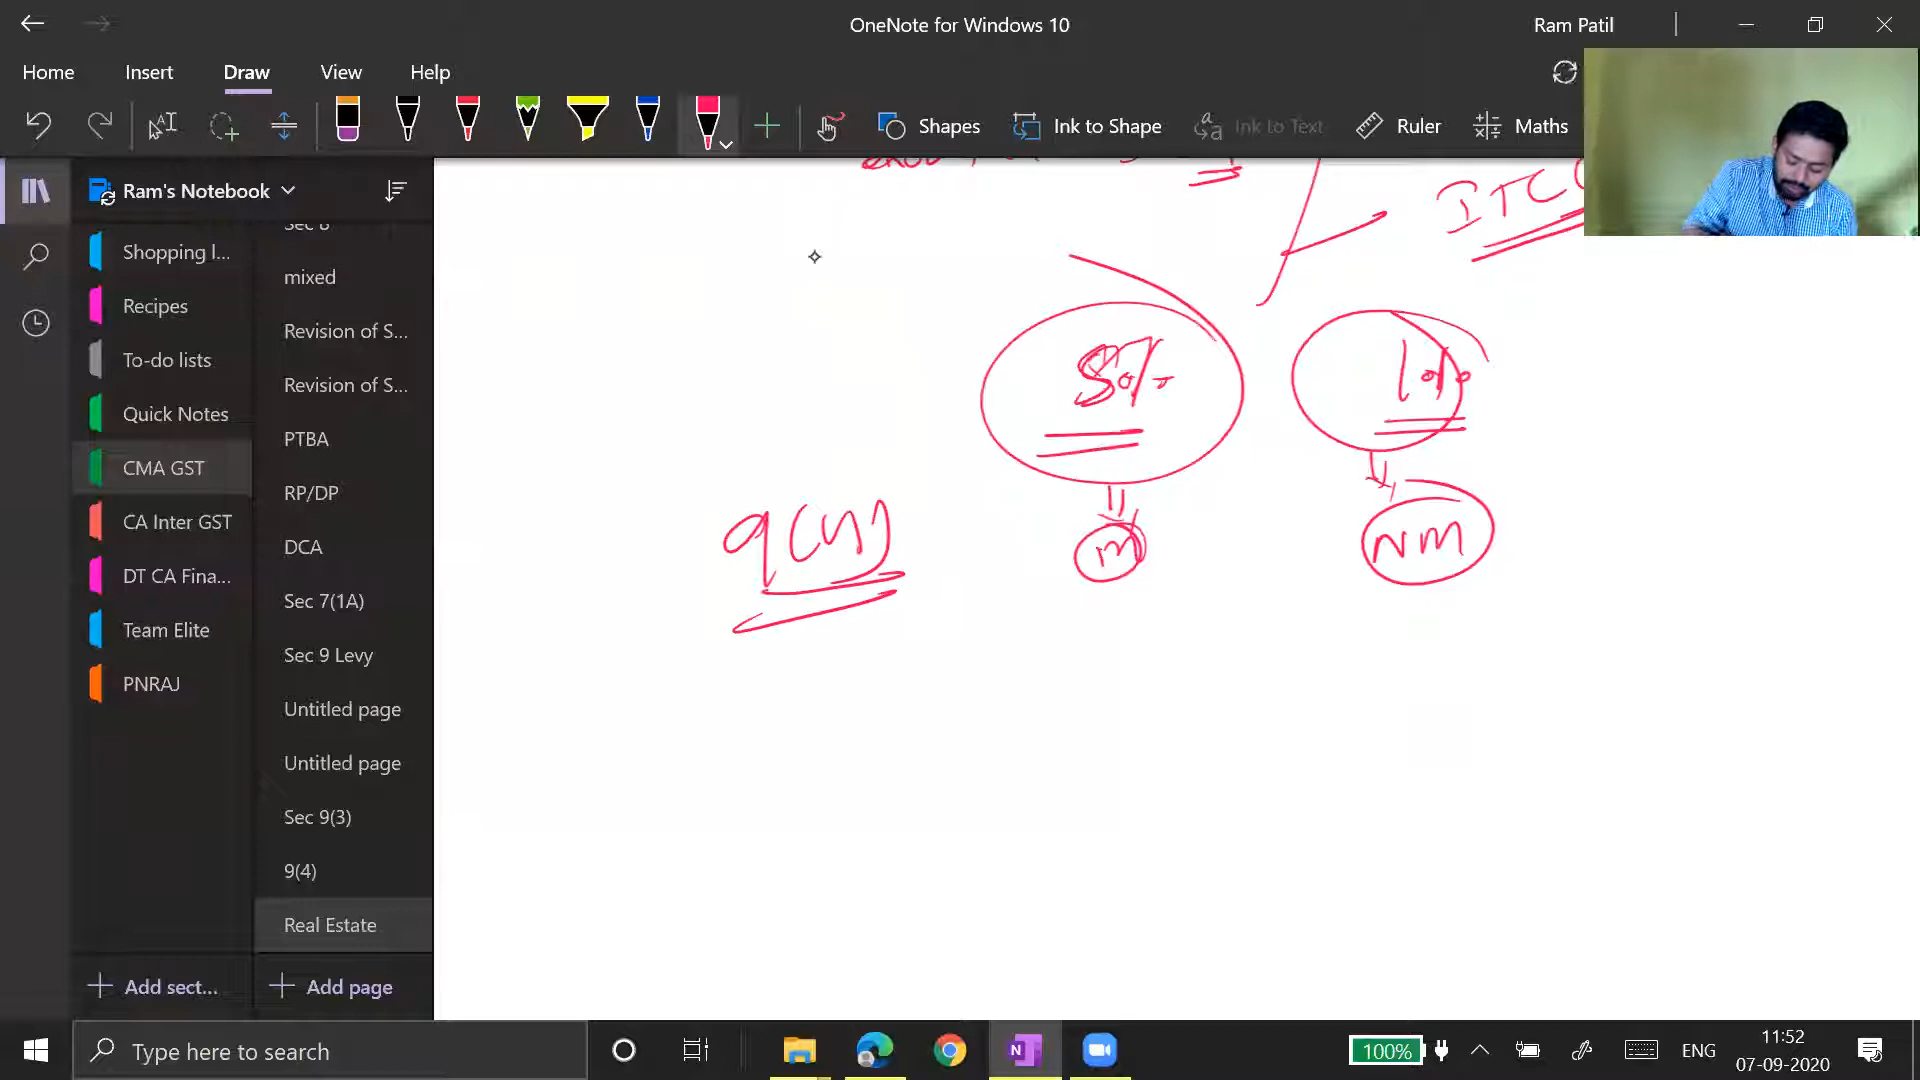 OneNote for Windows 10
Ram Patil
Home
Insert
Draw
View
Help
Shapes
Ink to Shape
Ink to Text
Ruler
Maths
Ram's Notebook
Shopping l...
Recipes
To-do lists
Quick Notes
CMA GST
CA Inter GST
DT CA Fina...
Team Elite
PNRAJ
Sec 8
mixed
Revision of S...
Revision of S...
PTBA
RP/DP
DCA
Sec 7(1A)
Sec 9 Levy
Untitled page
Untitled page
Sec 9(3)
9(4)
Real Estate
Add sect...
Add page
ITC
5%
1%
9(4)
M
NM
Type here to search
N
100%
ENG
11:52
07-09-2020